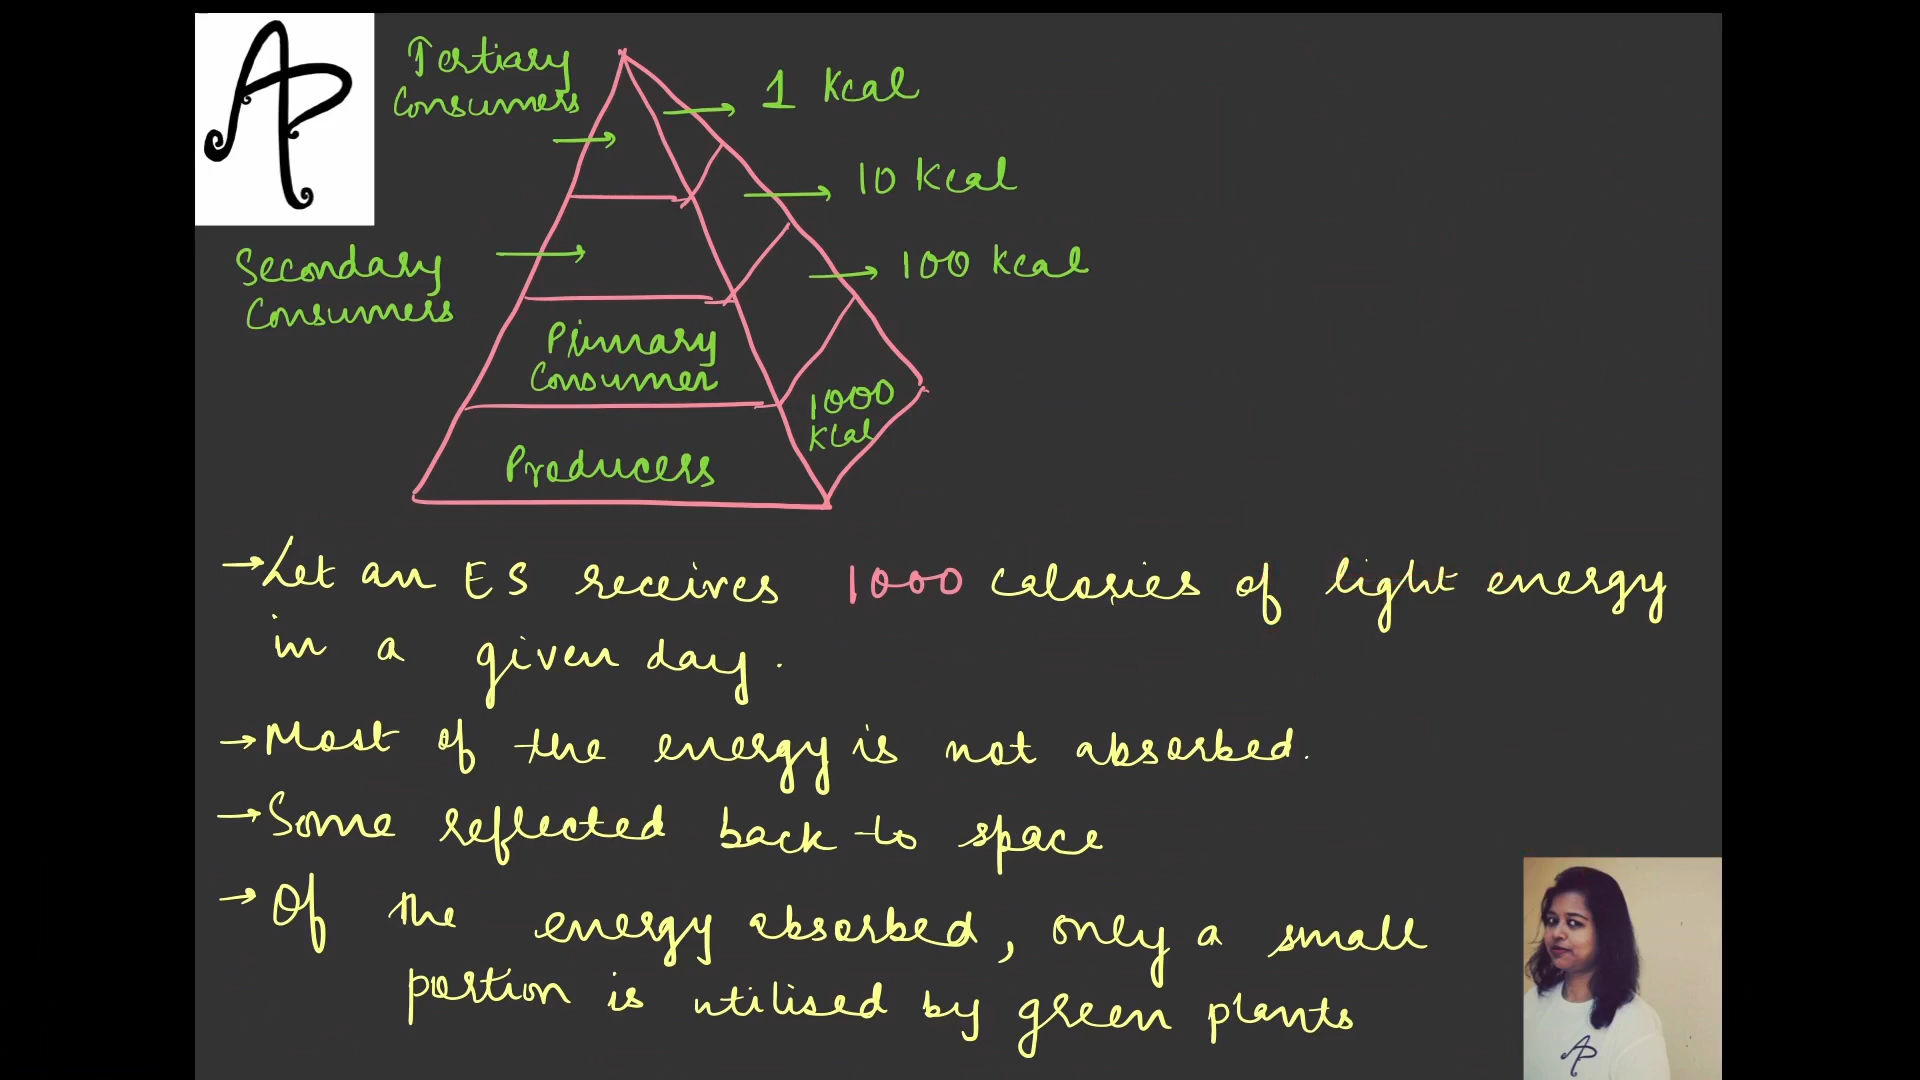 AP
Tertiary
Consumers
1 Kcal
10 Kcal
Secondary
Consumers
100 Kcal
Primary
Consumer
1000
Kcal
Producers
→Let an ES receives 1000 calories of light energy
in a given day.
→Most of the energy is not absorbed.
→Some reflected back to space
→Of the energy absorbed, only a small
portion is utilised by green plants
AP